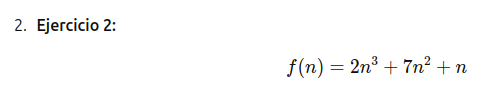 2. Ejercicio 2:
f(n) = 2n³ + 7n² + n